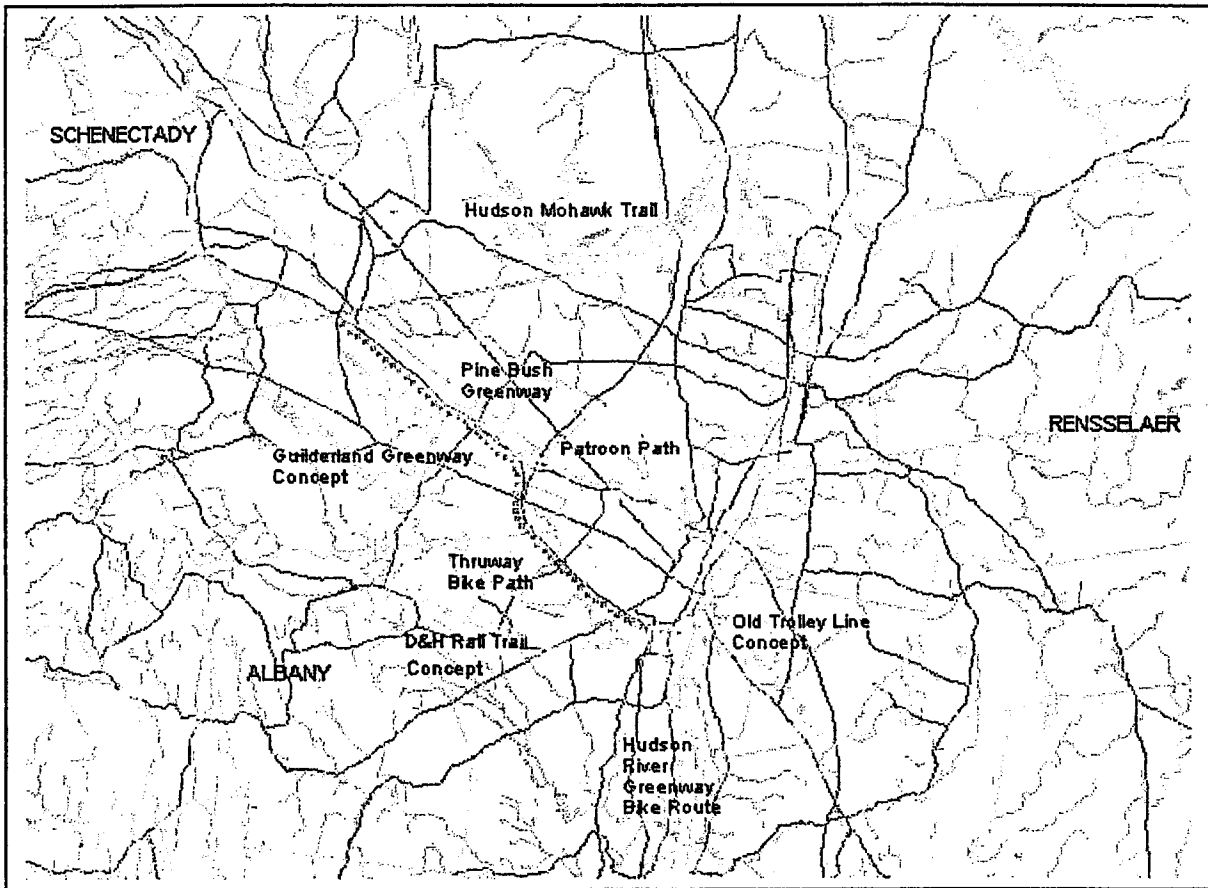 SCHENECTADY
Hudson Mohawk Trail
Pine Bush
Greenway
RENSSELAER
Patroon Path
Guilderland Greenway
Concept
Thruway
Bike Path
Old Trolley Line
Concept
D&H Rail Trail
Concept
ALBANY
Hudson
River
Greenway
Bike Route